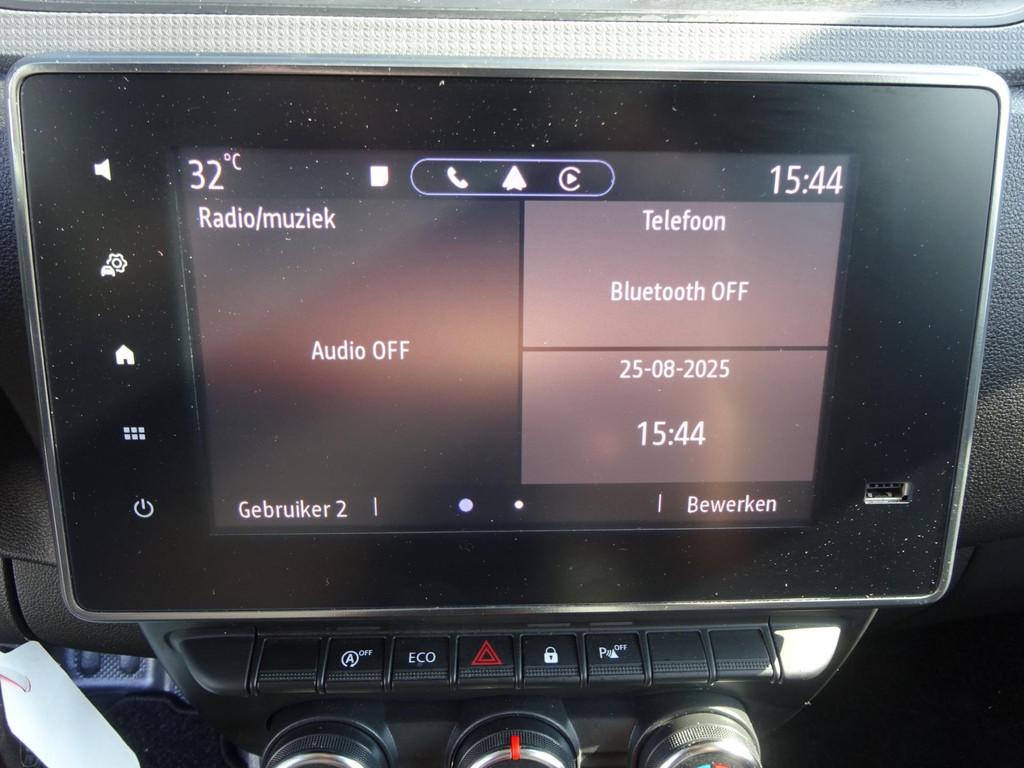 32°C
15:44
Radio/muziek
Audio OFF
Telefoon
Bluetooth OFF
25-08-2025
15:44
Gebruiker 2
Bewerken
A OFF
ECO
P OFF